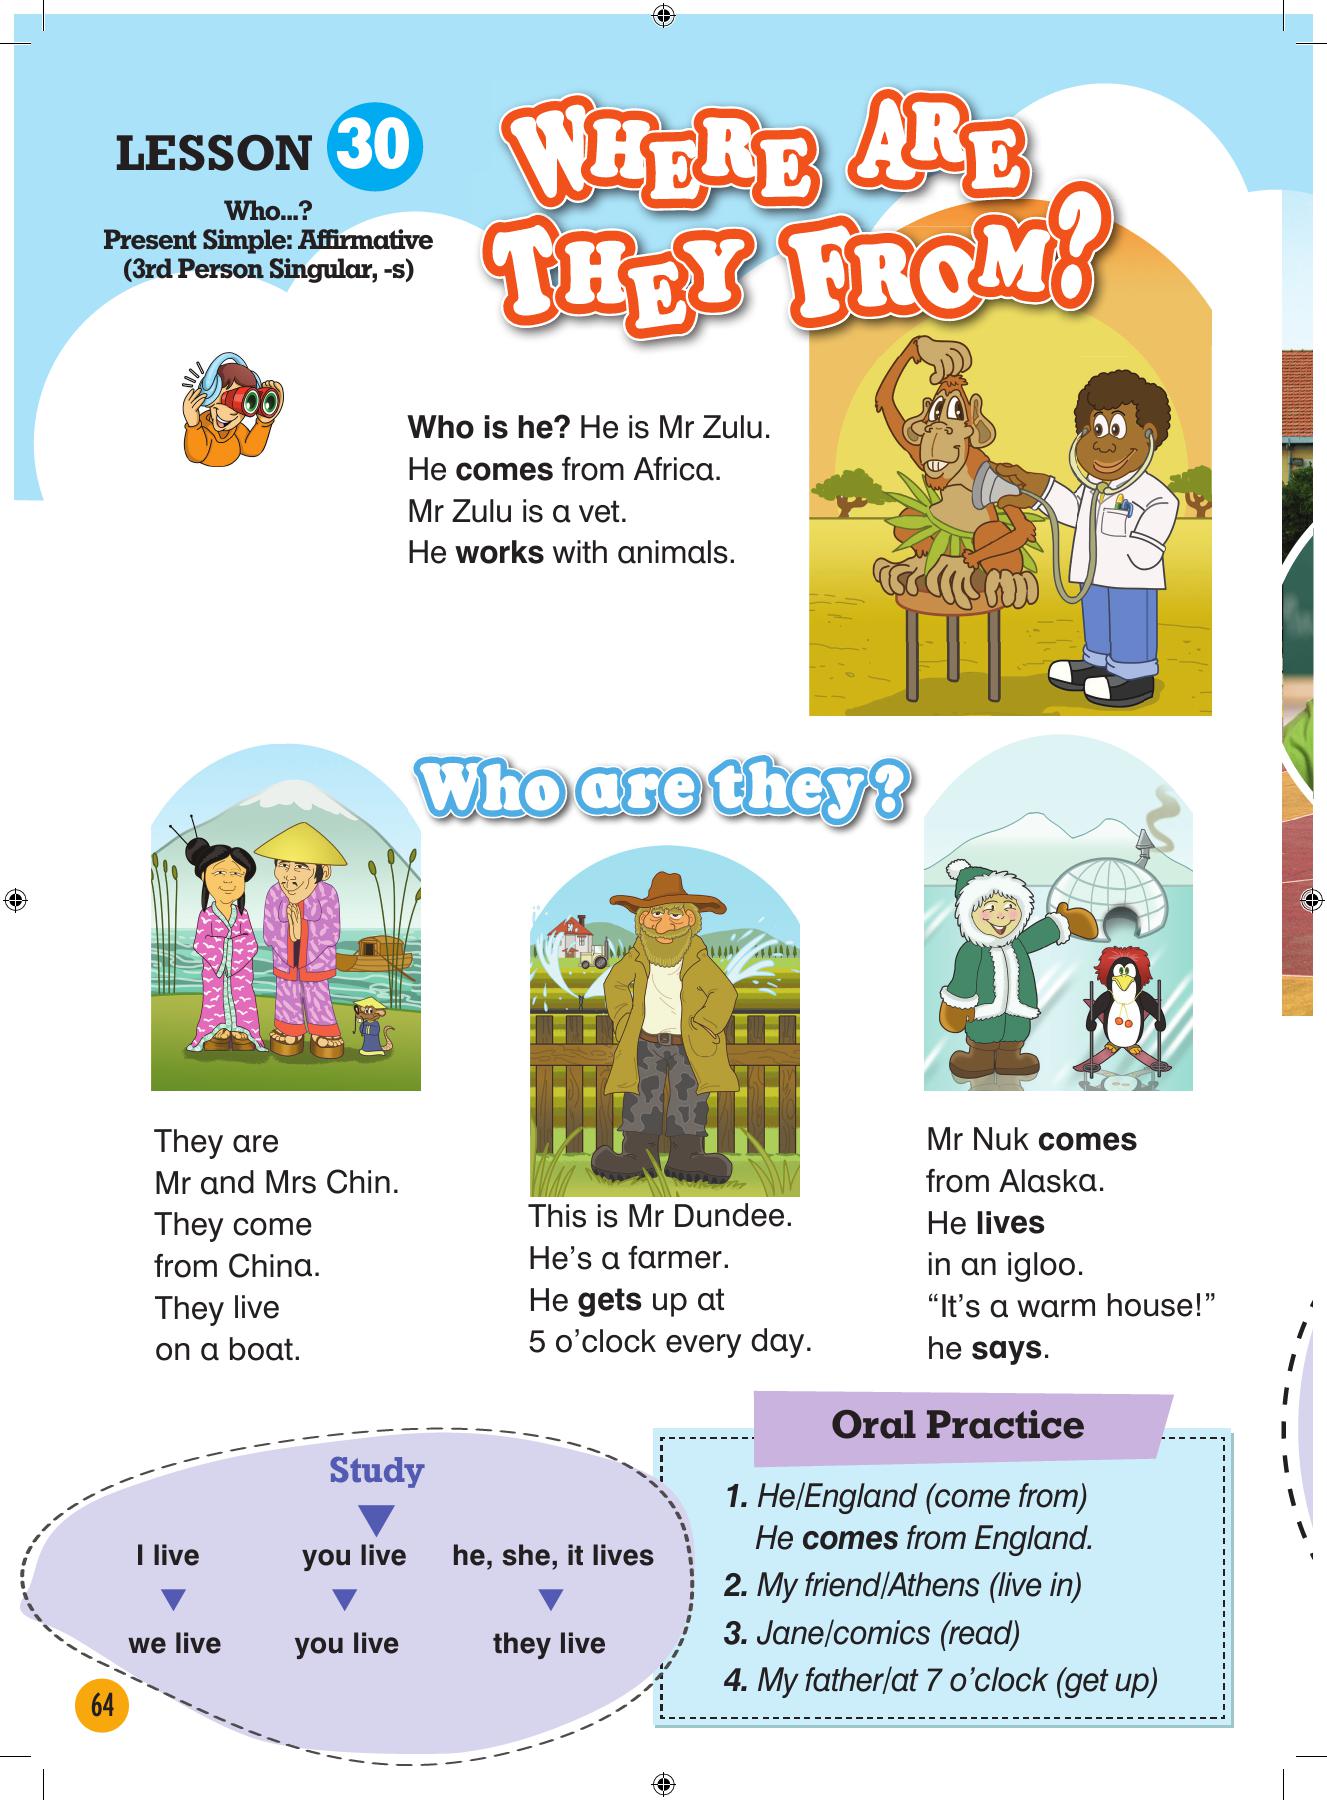 LESSON 30
Who...?
Present Simple: Affirmative
(3rd Person Singular, -s)
WHERE ARE
THEY FROM?
Who is he? He is Mr Zulu.
He comes from Africa.
Mr Zulu is a vet.
He works with animals.
Who are they?
They are
Mr and Mrs Chin.
They come
from China.
They live
on a boat.
This is Mr Dundee.
He's a farmer.
He gets up at
5 o'clock every day.
Mr Nuk comes
from Alaska.
He lives
in an igloo.
“It's a warm house!”
he says.
Study
I live you live he, she, it lives
we live you live they live
Oral Practice
1. He/England (come from)
He comes from England.
2. My friend/Athens (live in)
3. Jane/comics (read)
4. My father/at 7 o'clock (get up)
64